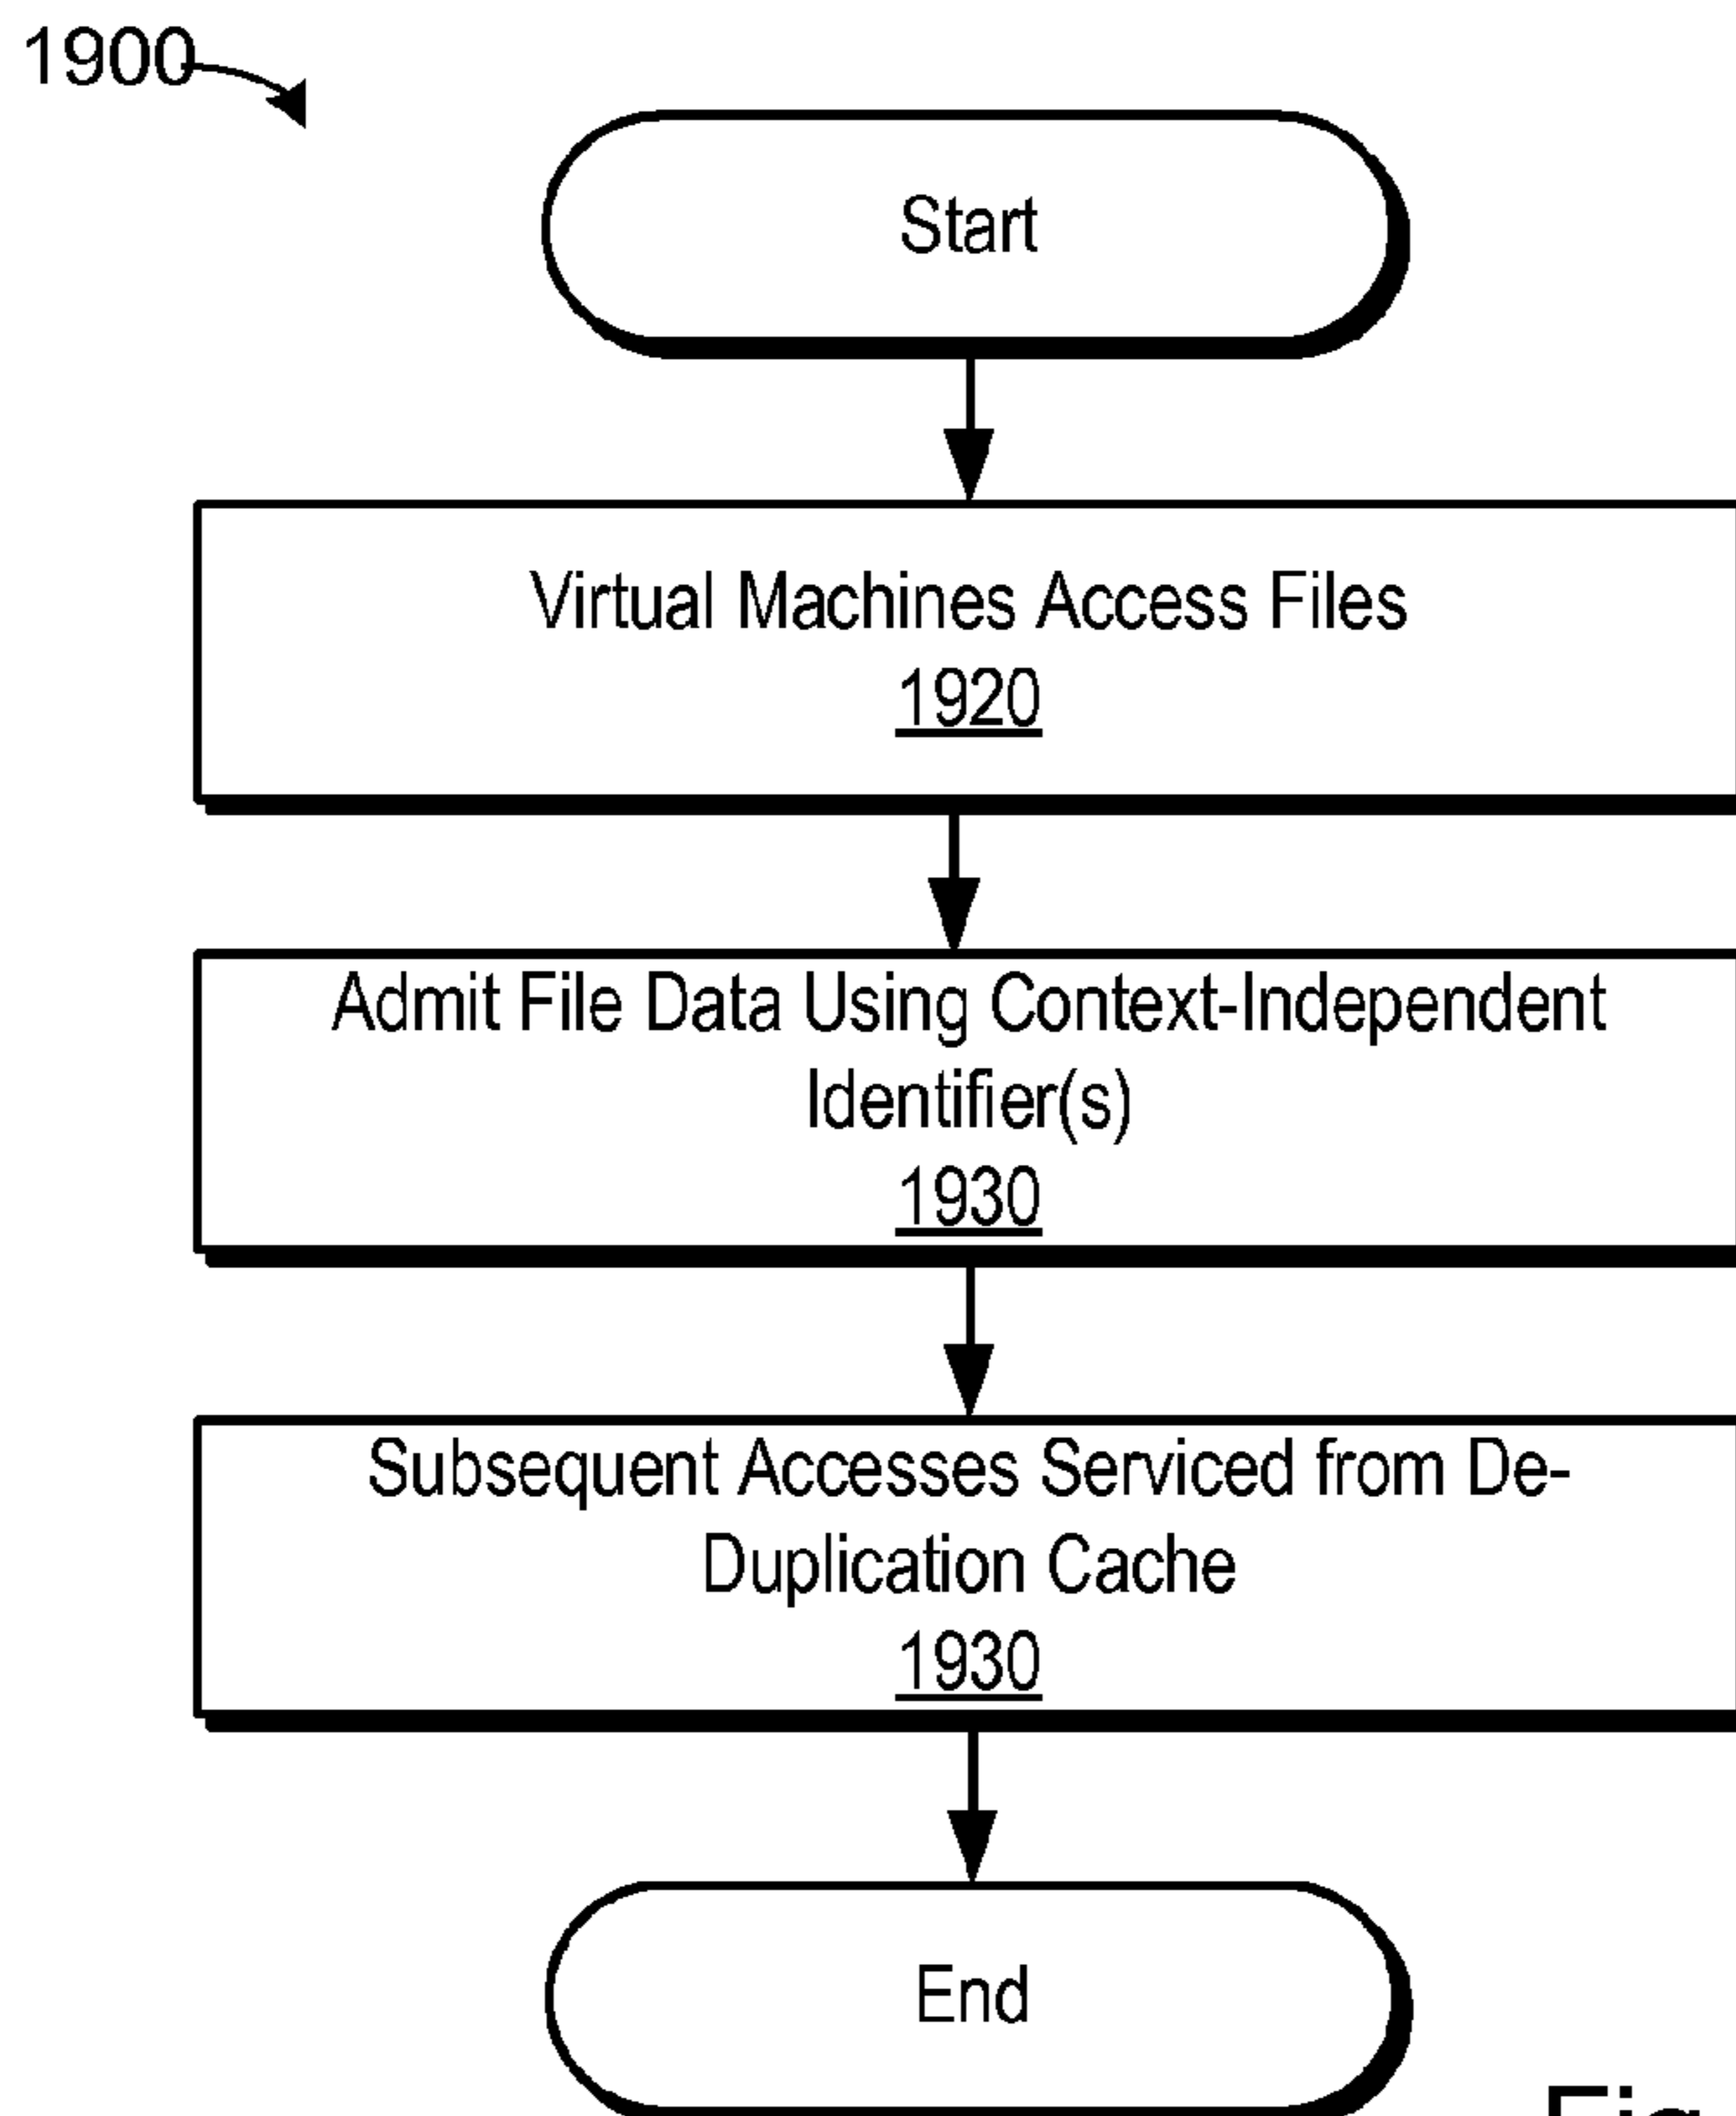 1900
Start
Virtual Machines Access Files
1920
Admit File Data Using Context-Independent
Identifier(s)
1930
Subsequent Accesses Serviced from De-
Duplication Cache
1930
End